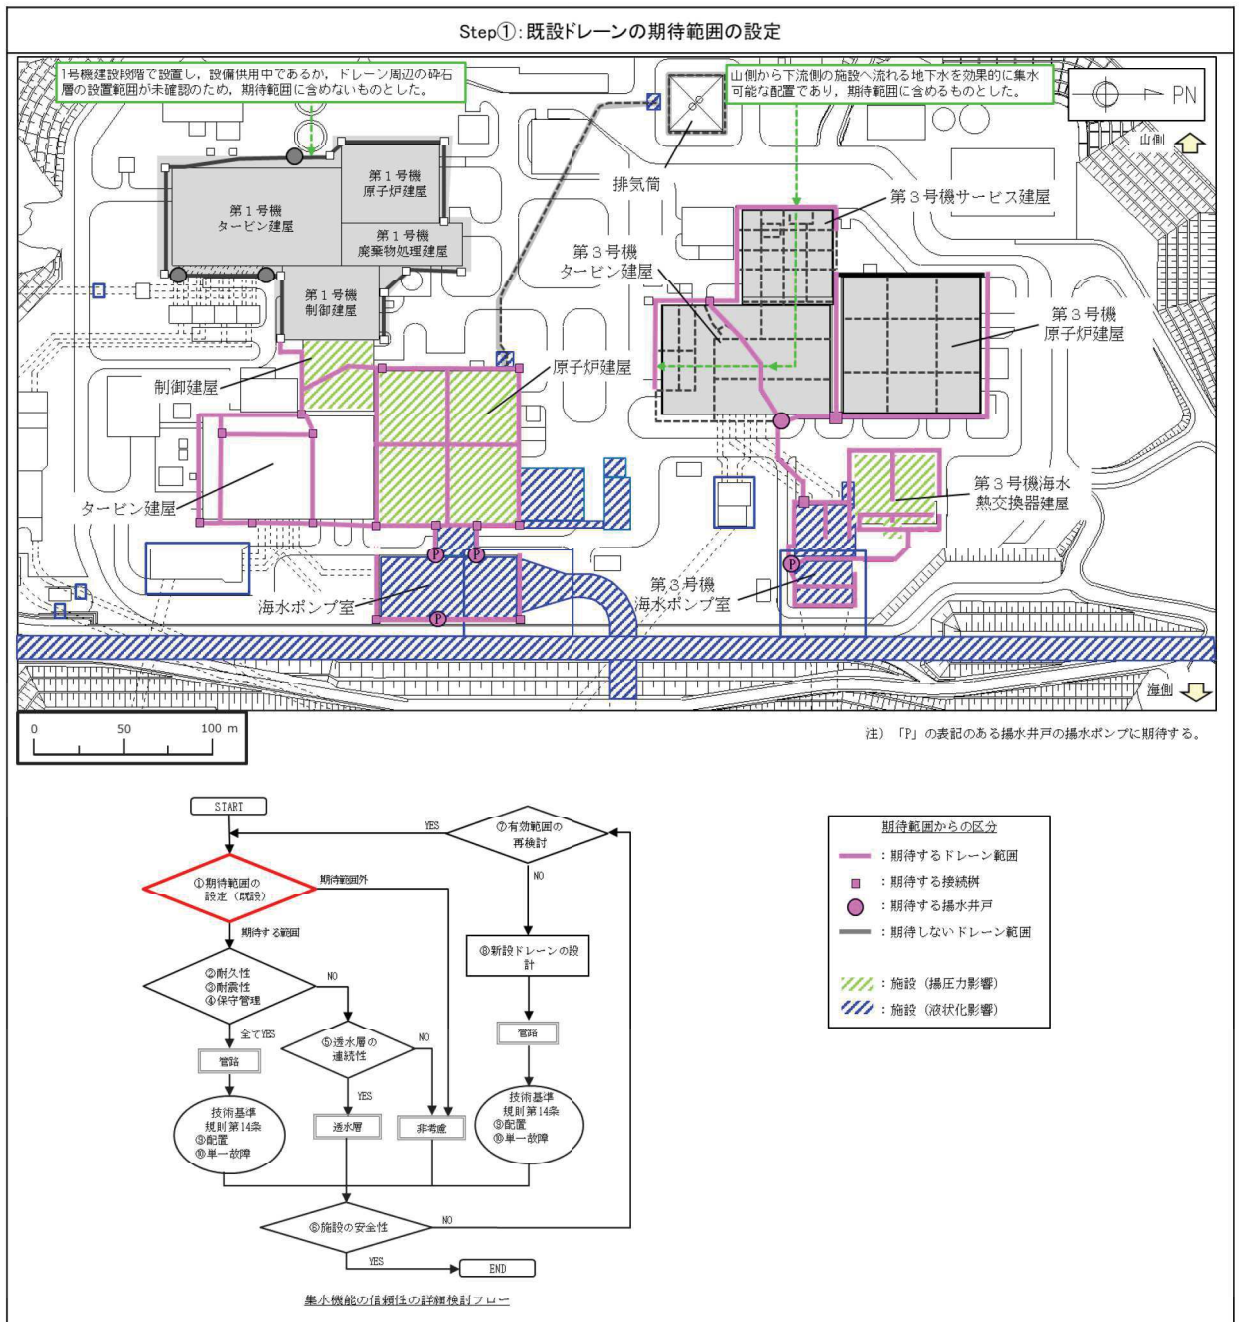 Step①：既設ドレーンの期待範囲の設定
1号機建設段階で設置し，設備供用中であるが，ドレーン周辺の砕石
層の設置範囲が未確認のため，期待範囲に含めないものとした。
山側から下流側の施設へ流れる地下水を効果的に集水
可能な配置であり，期待範囲に含めるものとした。
PN
山側
排気筒
第１号機
原子炉建屋
第１号機
タービン建屋
第１号機
廃棄物処理建屋
第１号機
制御建屋
第３号機サービス建屋
第３号機
タービン建屋
第３号機
原子炉建屋
制御建屋
原子炉建屋
タービン建屋
第３号機海水
熱交換器建屋
P
P
P
P
海水ポンプ室
第３号機
海水ポンプ室
海側
0 50 100 m
注）「P」の表記のある揚水井戸の揚水ポンプに期待する。
START
YES
⑦有効範囲の
再検討
①期待範囲の
設定（既設）
期待範囲外
NO
期待する範囲
⑧新設ドレーンの設
計
②耐久性
③耐震性
④保守管理
NO
全てYES
⑤透水層の
連続性
NO
管路
管路
YES
技術基準
規則第14条
⑨配置
⑩単一故障
透水層
非考慮
技術基準
規則第14条
⑨配置
⑩単一故障
⑥施設の安全性
NO
YES
END
集水機能の信頼性の詳細検討フロー
期待範囲からの区分
：期待するドレーン範囲
：期待する接続桝
：期待する揚水井戸
：期待しないドレーン範囲
：施設（揚圧力影響）
：施設（液状化影響）